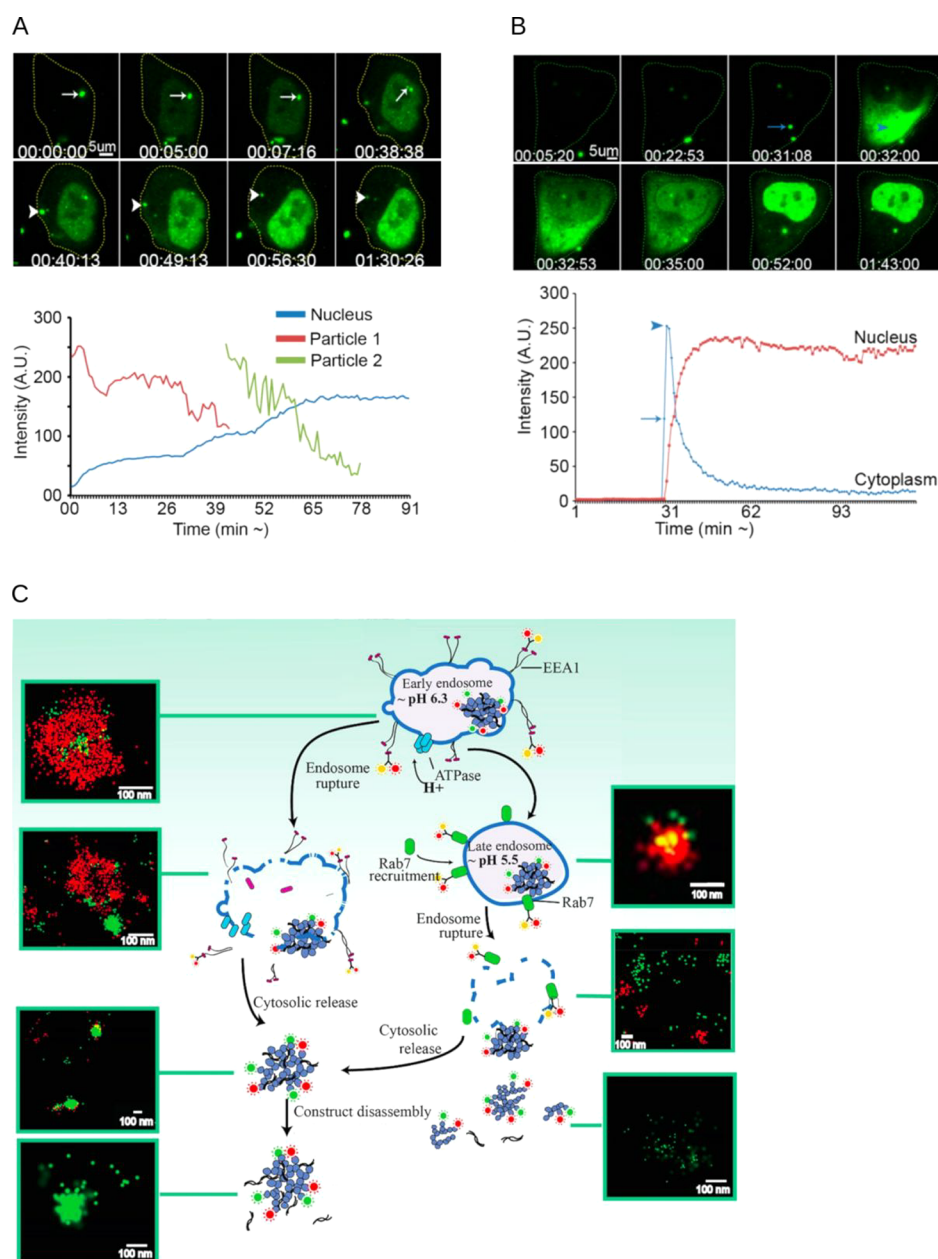 A
00:00:00 5um
00:05:00
00:07:16
00:38:38
00:40:13
00:49:13
00:56:30
01:30:26
300
200
100
00
Intensity (A.U.)
Nucleus
Particle 1
Particle 2
00 13 26 39 52 65 78 91
Time (min ~)
B
00:05:20 5um
00:22:53
00:31:08
00:32:00
00:32:53
00:35:00
00:52:00
01:43:00
300
250
200
150
100
50
0
Intensity (A.U.)
Nucleus
Cytoplasm
1 31 62 93
Time (min ~)
C
EEA1
Early endosome
~ pH 6.3
ATPase
H+
Endosome
rupture
100 nm
100 nm
Rab7
recruitment
Late endosome
~ pH 5.5
Rab7
100 nm
Endosome
rupture
Cytosolic release
Cytosolic
release
100 nm
100 nm
Construct disassembly
100 nm
100 nm